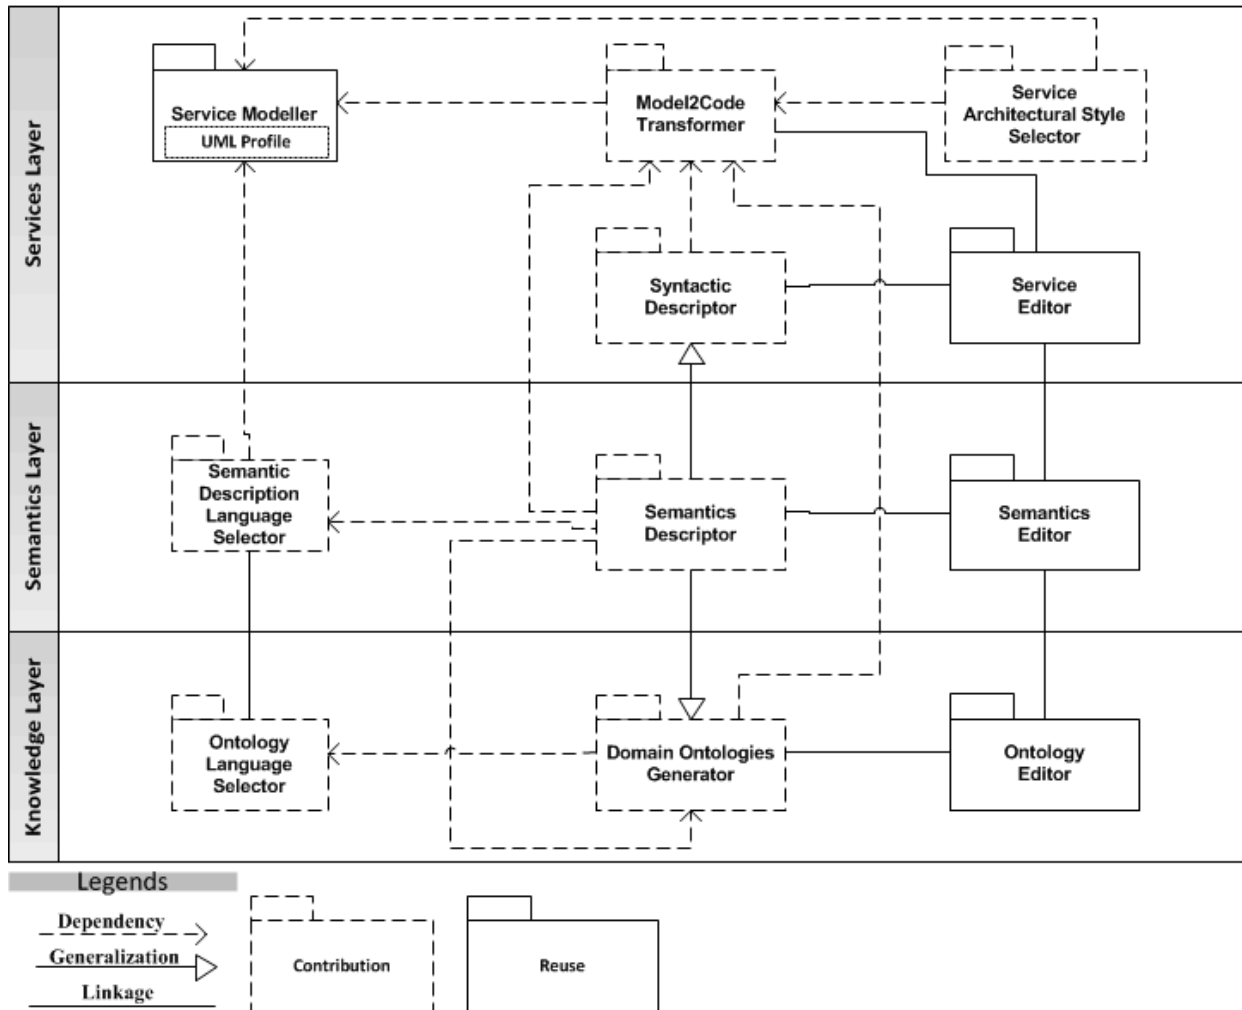 Services Layer
Service Modeller
UML Profile
Model2Code
Transformer
Service
Architectural Style
Selector
Syntactic
Descriptor
Service
Editor
Semantics Layer
Semantic
Description
Language
Selector
Semantics
Descriptor
Semantics
Editor
Knowledge Layer
Ontology
Language
Selector
Domain Ontologies
Generator
Ontology
Editor
Legends
Dependency
Generalization
Linkage
Contribution
Reuse